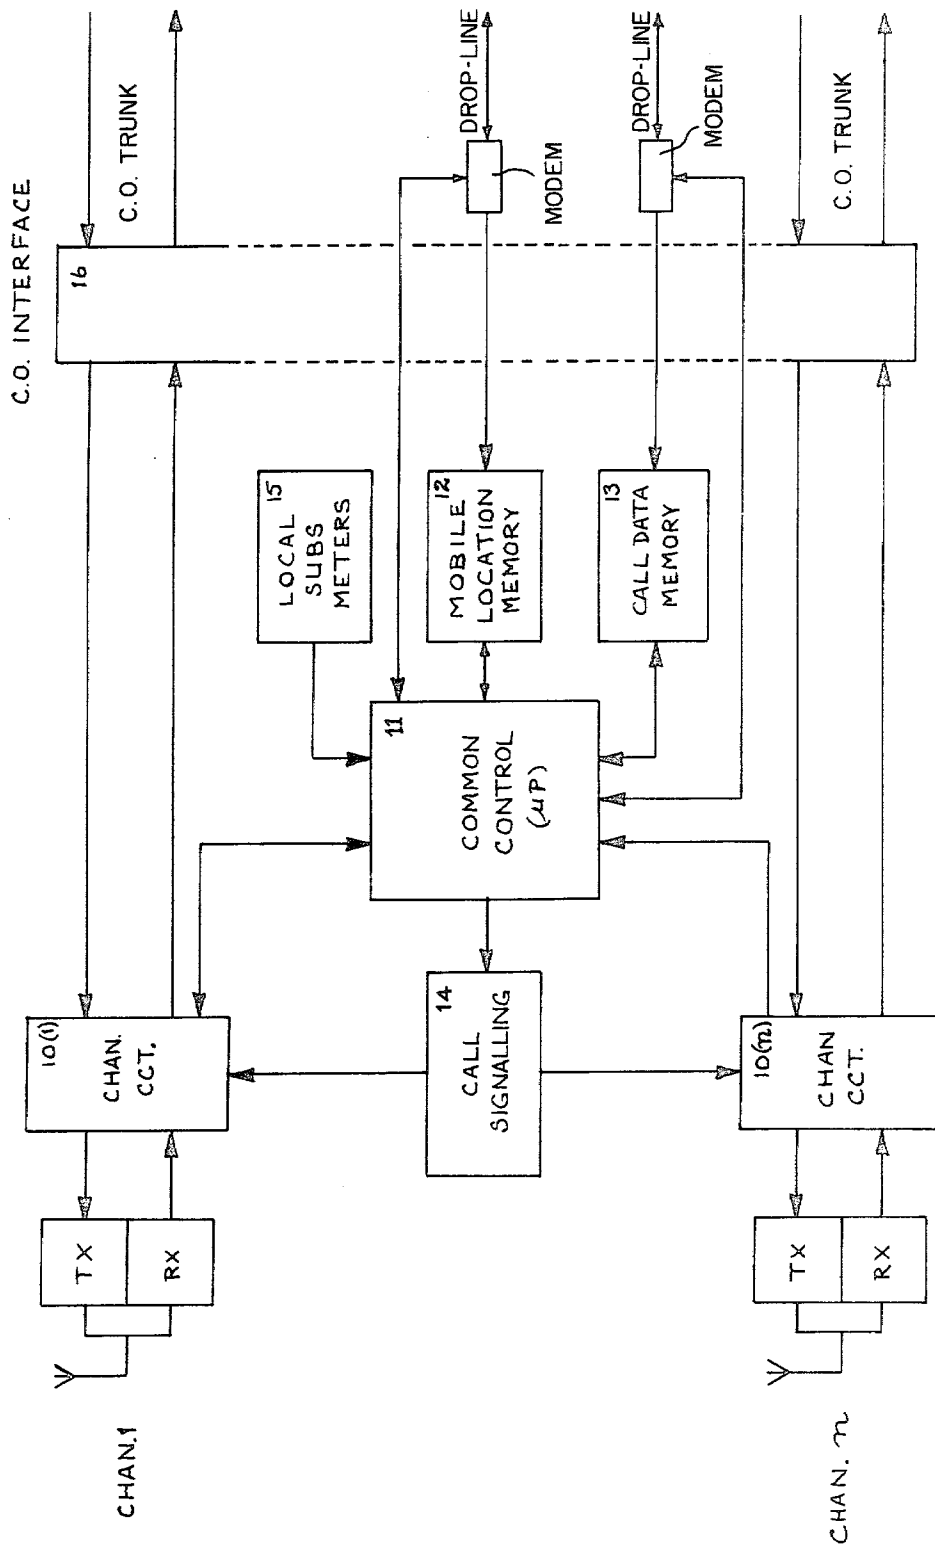 C.O. INTERFACE
16
C.O. TRUNK
DROP-LINE
MODEM
DROP-LINE
MODEM
C.O. TRUNK
15
LOCAL
SUBS
METERS
12
MOBILE
LOCATION
MEMORY
13
CALL DATA
MEMORY
11
COMMON
CONTROL
(μP)
10(1)
CHAN.
CCT.
14
CALL
SIGNALLING
10(n)
CHAN
CCT.
TX
RX
TX
RX
CHAN.1
CHAN. n